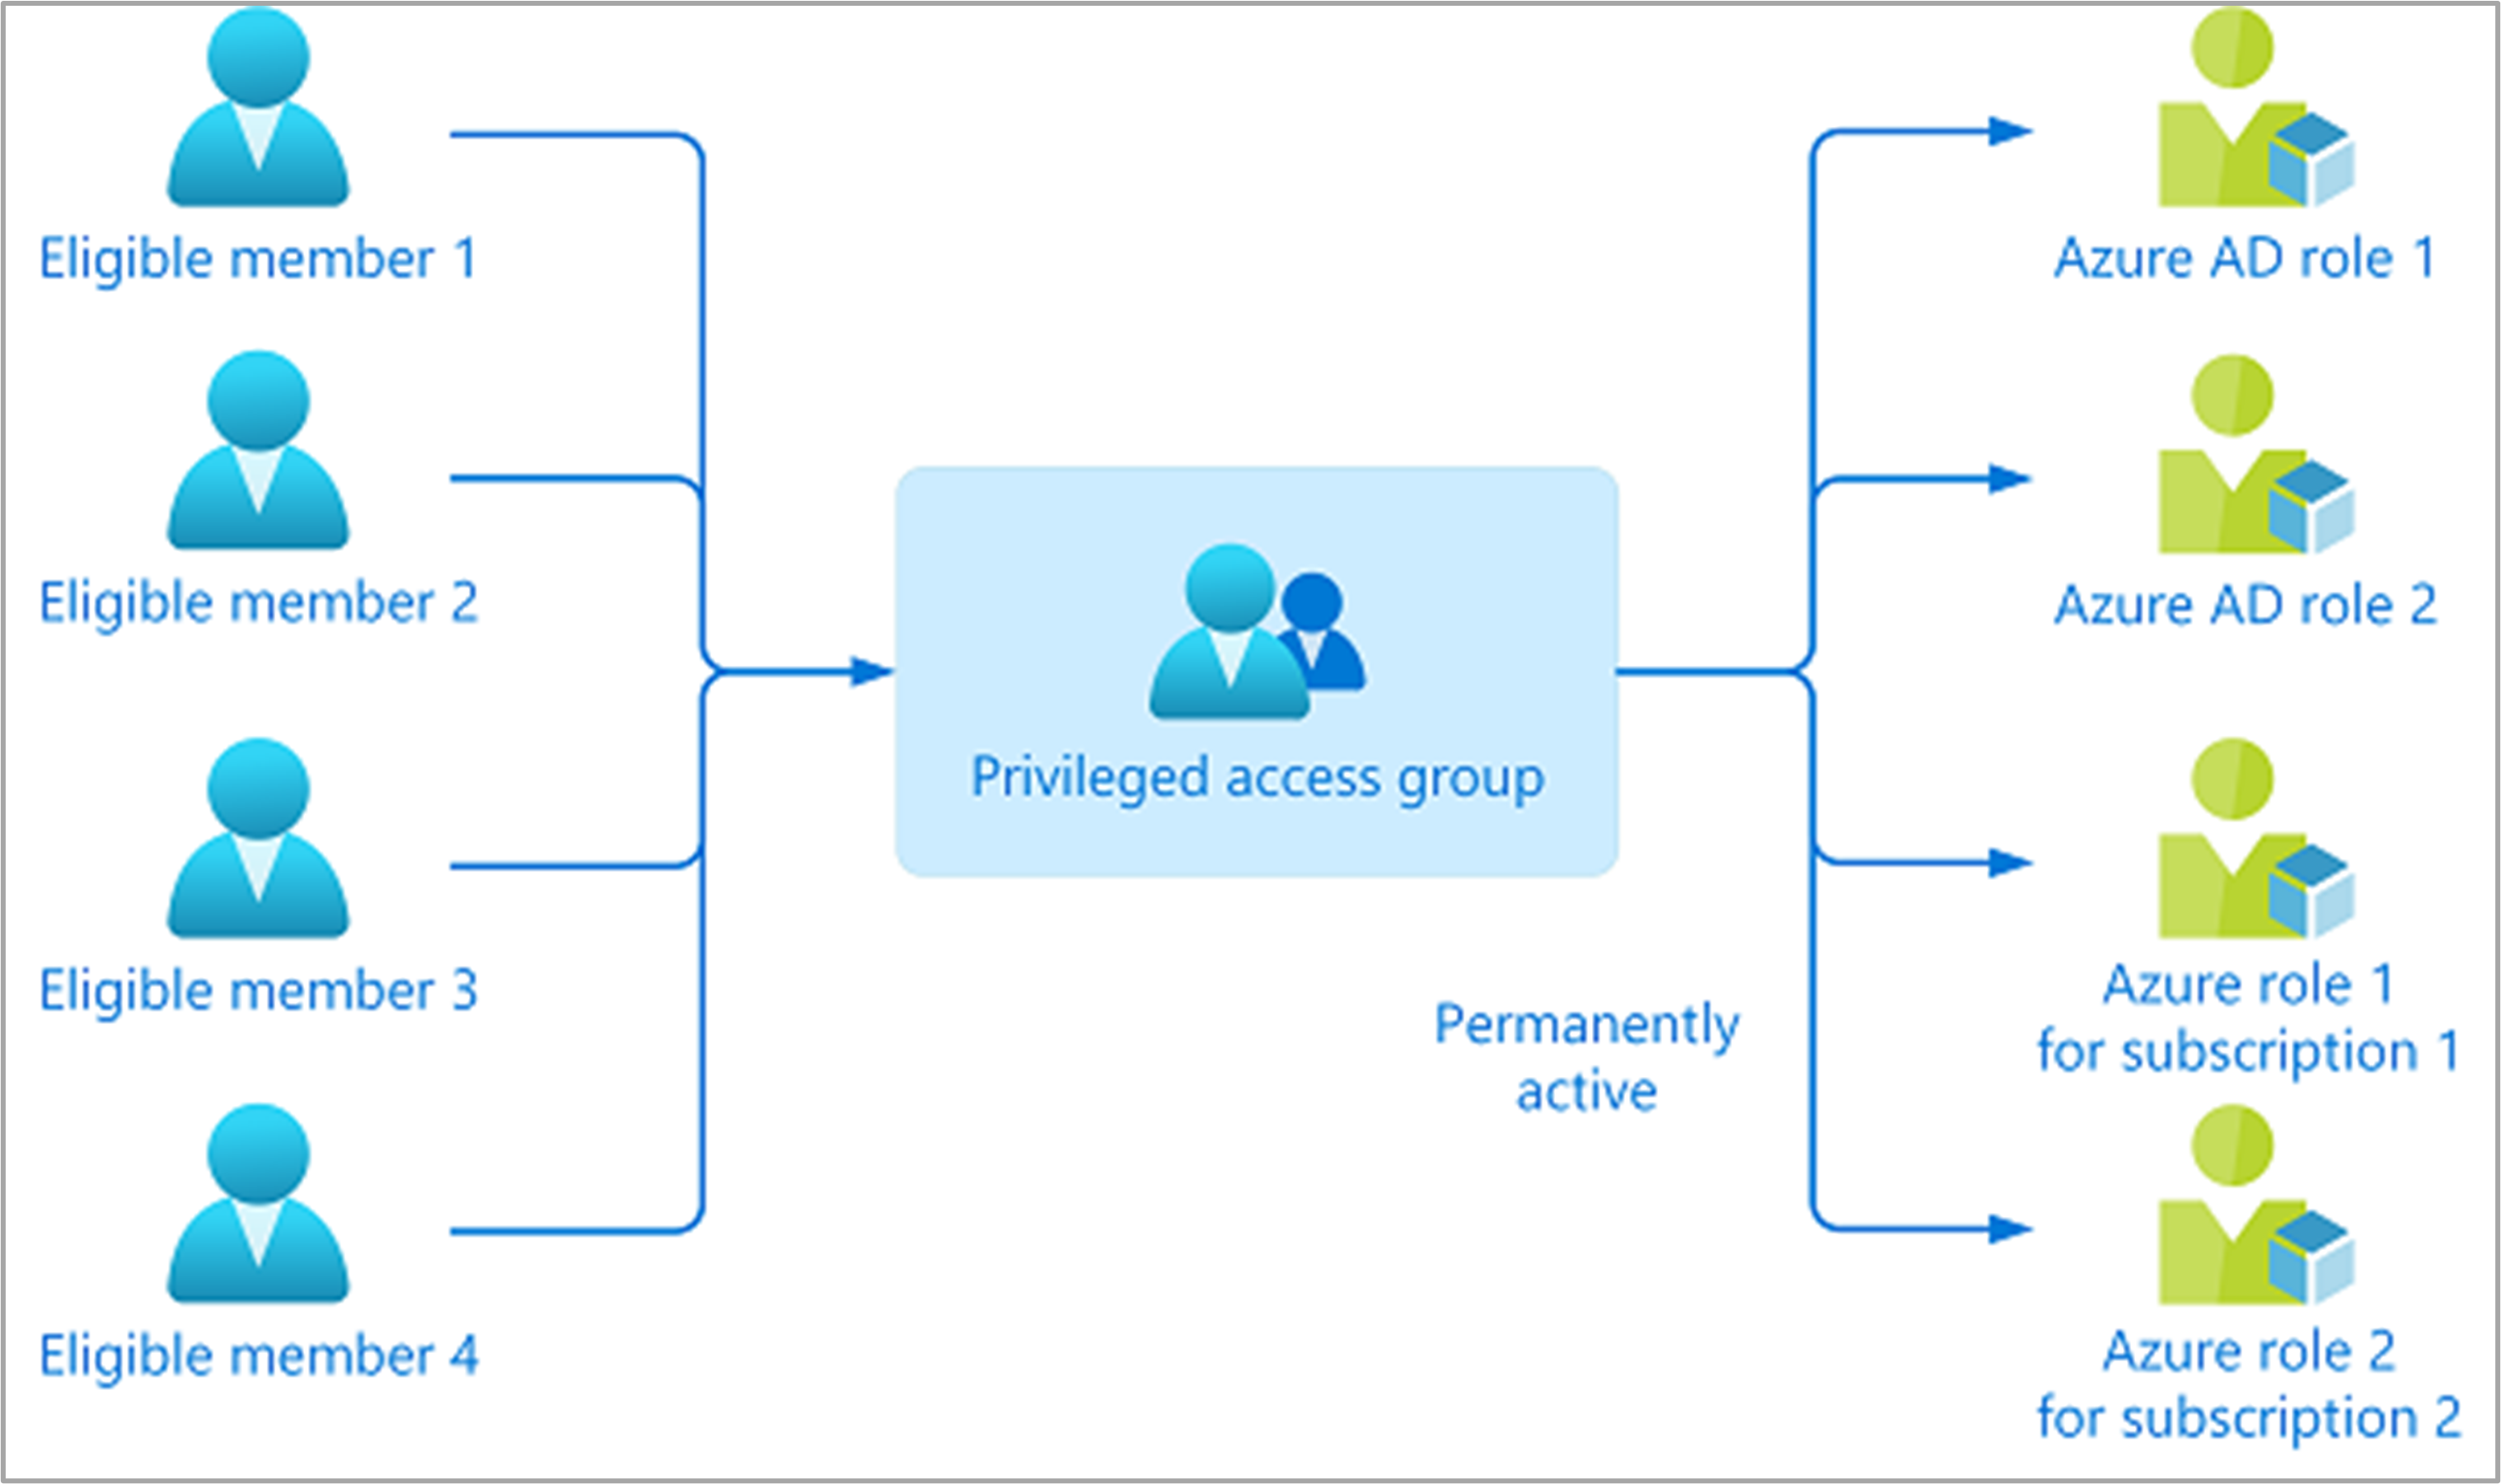 Eligible member 1
Eligible member 2
Eligible member 3
Eligible member 4
Privileged access group
Permanently
active
Azure AD role 1
Azure AD role 2
Azure role 1
for subscription 1
Azure role 2
for subscription 2